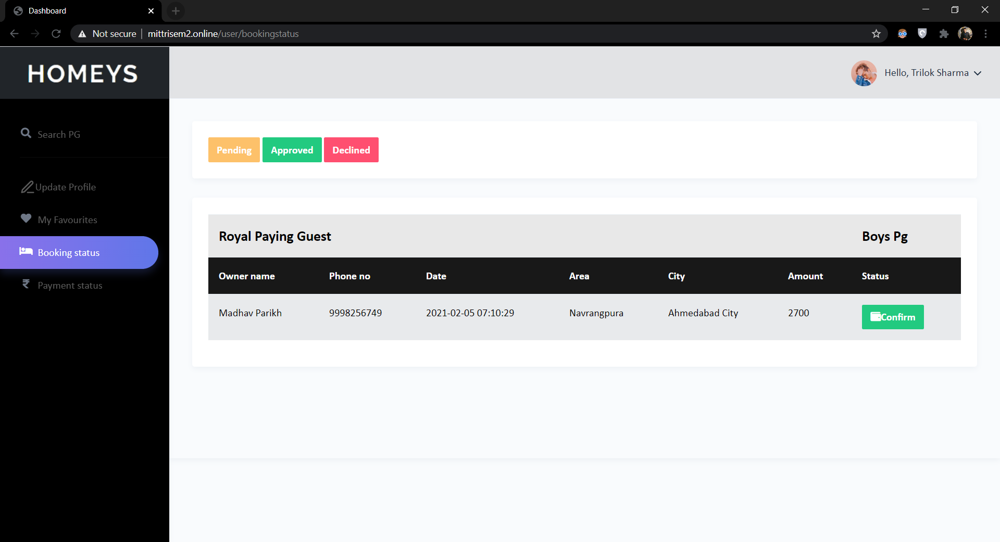 Dashboard
Not secure | mittrisem2.online/user/bookingstatus
HOMEYS
Hello, Trilok Sharma
Search PG
Update Profile
My Favourites
Booking status
Payment status
Pending Approved Declined
Royal Paying Guest Boys Pg
Owner name Phone no Date Area City Amount Status
Madhav Parikh 9998256749 2021-02-05 07:10:29 Navrangpura Ahmedabad City 2700 Confirm